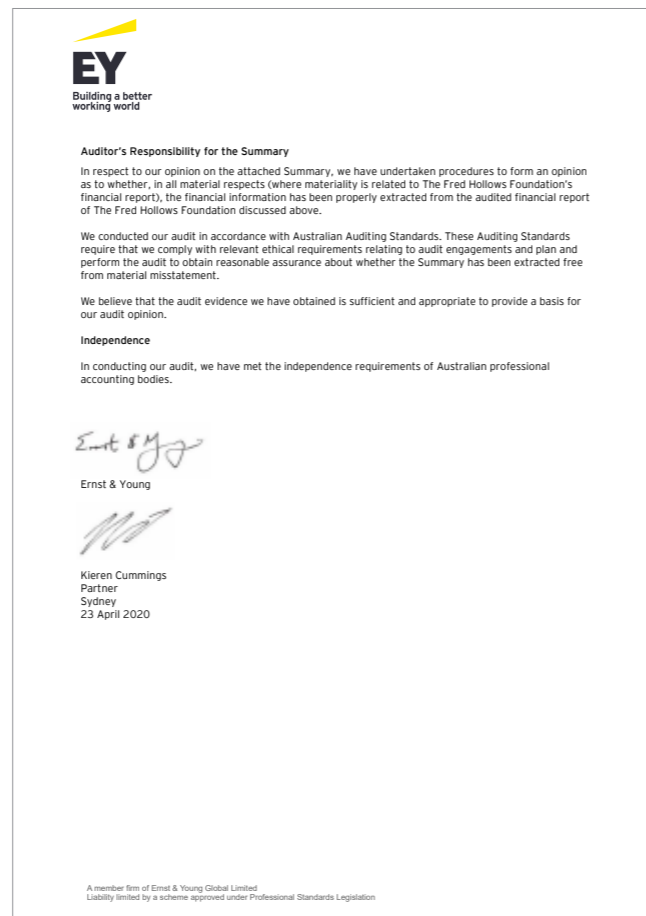 EY
Building a better
working world
Auditor's Responsibility for the Summary
In respect to our opinion on the attached Summary, we have undertaken procedures to form an opinion
as to whether, in all material respects (where materiality is related to The Fred Hollows Foundation's
financial report), the financial information has been properly extracted from the audited financial report
of The Fred Hollows Foundation discussed above.
We conducted our audit in accordance with Australian Auditing Standards. These Auditing Standards
require that we comply with relevant ethical requirements relating to audit engagements and plan and
perform the audit to obtain reasonable assurance about whether the Summary has been extracted free
from material misstatement.
We believe that the audit evidence we have obtained is sufficient and appropriate to provide a basis for
our audit opinion.
Independence
In conducting our audit, we have met the independence requirements of Australian professional
accounting bodies.
Ernst & Young
Ernst & Young
Kieren Cummings
Partner
Sydney
23 April 2020
A member firm of Ernst & Young Global Limited
Liability limited by a scheme approved under Professional Standards Legislation